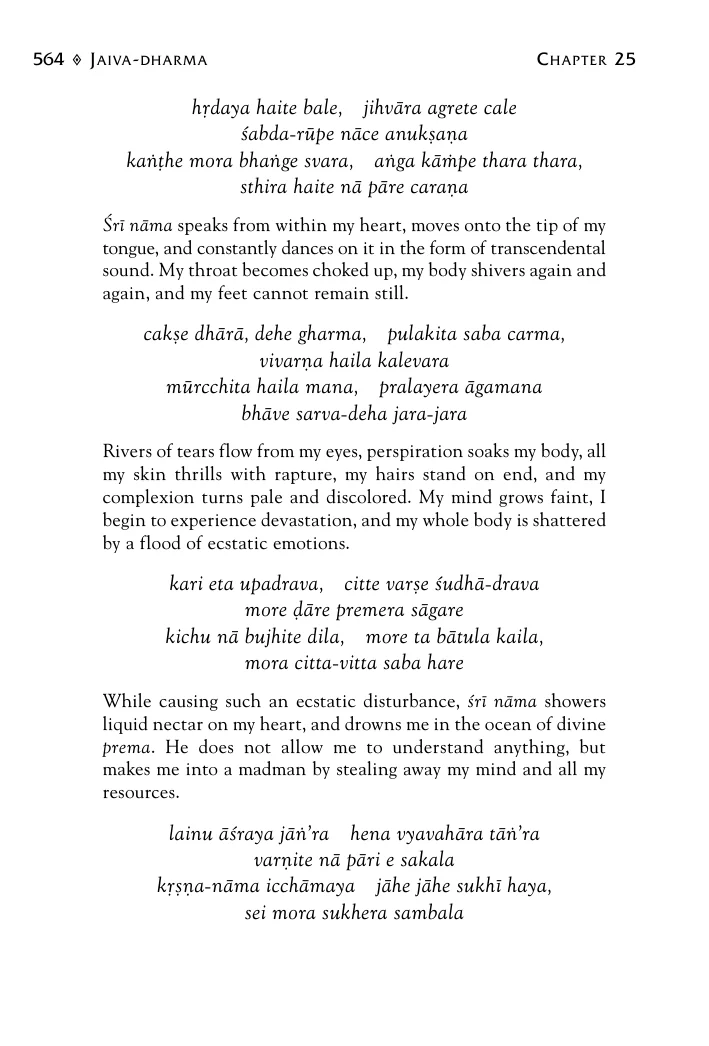 564 ◈ Jaiva-dharma Chapter 25
hṛdaya haite bale, jihvāra agrete cale
śabda-rūpe nāce anukṣaṇa
kaṅṭhe mora bhaṅge svara, aṅga kāṁpe thara thara,
sthira haite nā pāre caraṇa
Śrī nāma speaks from within my heart, moves onto the tip of my
tongue, and constantly dances on it in the form of transcendental
sound. My throat becomes choked up, my body shivers again and
again, and my feet cannot remain still.
cakṣe dhārā, dehe gharma, pulakita saba carma,
vivarṇa haila kalevara
mūrcchita haila mana, pralayera āgamana
bhāve sarva-deha jara-jara
Rivers of tears flow from my eyes, perspiration soaks my body, all
my skin thrills with rapture, my hairs stand on end, and my
complexion turns pale and discolored. My mind grows faint, I
begin to experience devastation, and my whole body is shattered
by a flood of ecstatic emotions.
kari eta upadrava, citte varṣe śudhā-drava
more ḍāre premera sāgare
kichu nā bujhite dila, more ta bātula kaila,
mora citta-vitta saba hare
While causing such an ecstatic disturbance, śrī nāma showers
liquid nectar on my heart, and drowns me in the ocean of divine
prema. He does not allow me to understand anything, but
makes me into a madman by stealing away my mind and all my
resources.
lainu āśraya jāṅ’ra hena vyavahāra tāṅ’ra
varṇite nā pāri e sakala
kṛṣṇa-nāma icchāmaya jāhe jāhe sukhī haya,
sei mora sukhera sambala